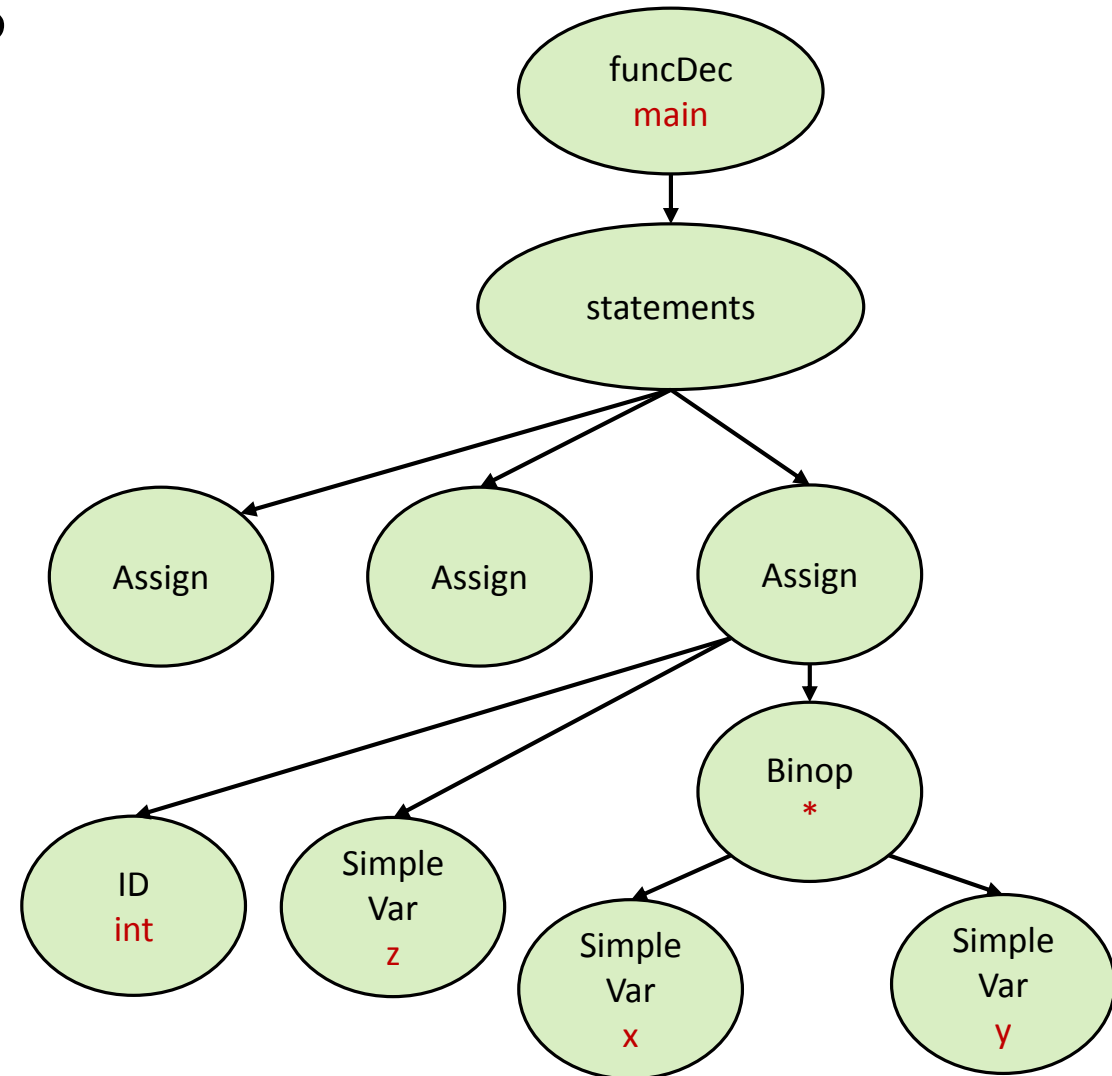 funcDec
main
statements
Assign
Assign
Assign
Binop
*
ID
int
Simple
Var
z
Simple
Var
x
Simple
Var
y